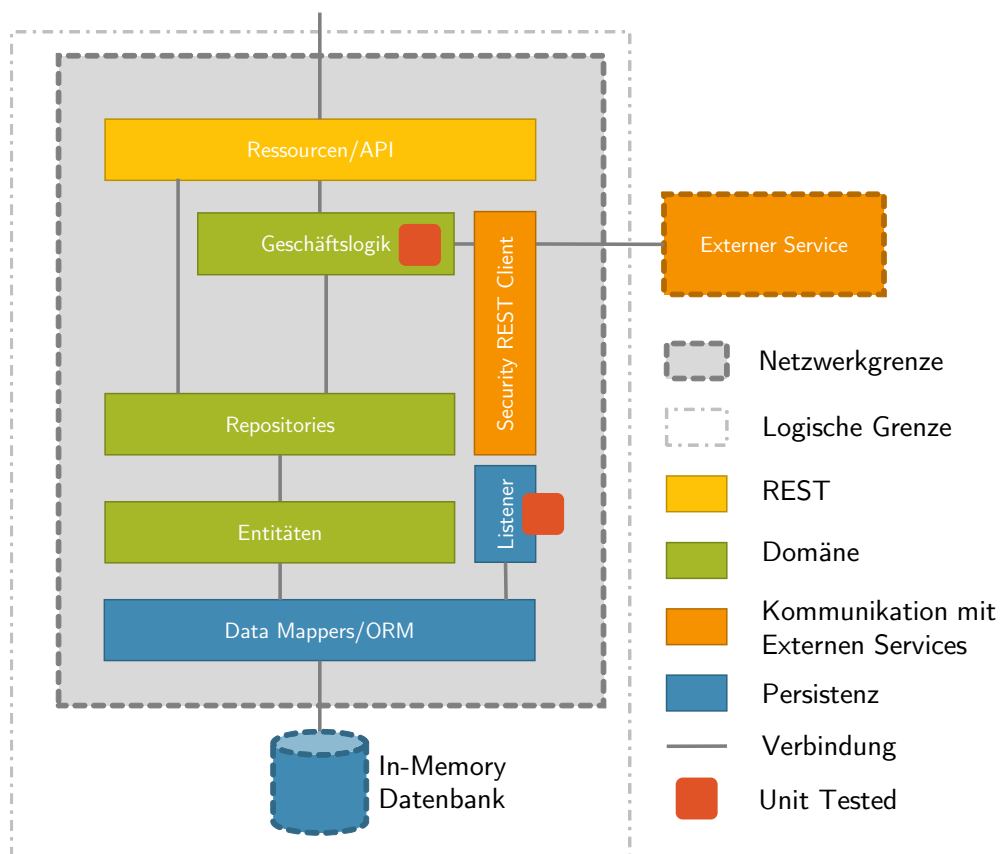 Ressourcen/API
Geschäftslogik
Security REST Client
Externer Service
Repositories
Listener
Entitäten
Data Mappers/ORM
In-Memory
Datenbank
Netzwerkgrenze
Logische Grenze
REST
Domäne
Kommunikation mit
Externen Services
Persistenz
Verbindung
Unit Tested